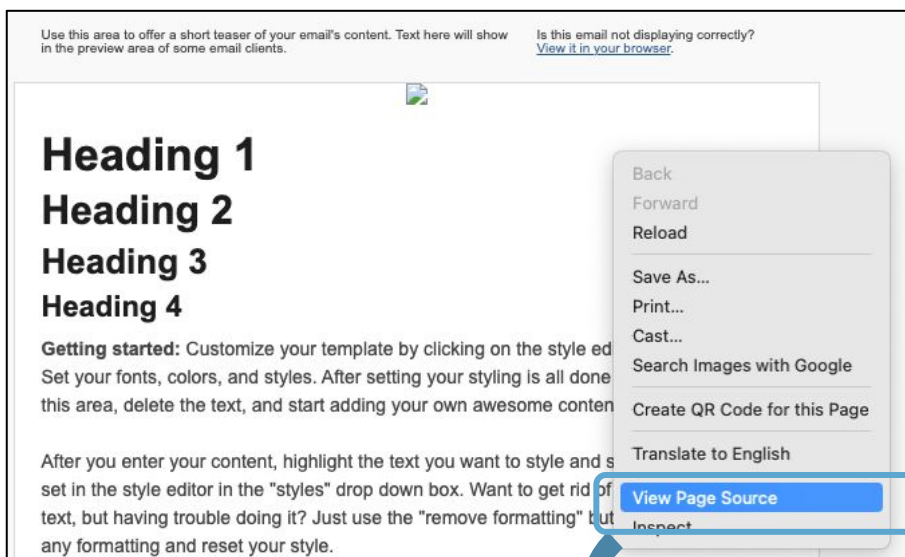 Use this area to offer a short teaser of your email's content. Text here will show
in the preview area of some email clients.
Is this email not displaying correctly?
View it in your browser.
Heading 1
Heading 2
Heading 3
Heading 4
Getting started: Customize your template by clicking on the style ed
Set your fonts, colors, and styles. After setting your styling is all done
this area, delete the text, and start adding your own awesome conten
After you enter your content, highlight the text you want to style and s
set in the style editor in the "styles" drop down box. Want to get rid of
text, but having trouble doing it? Just use the "remove formatting" but
any formatting and reset your style.
Back
Forward
Reload
Save As...
Print...
Cast...
Search Images with Google
Create QR Code for this Page
Translate to English
View Page Source
Inspect